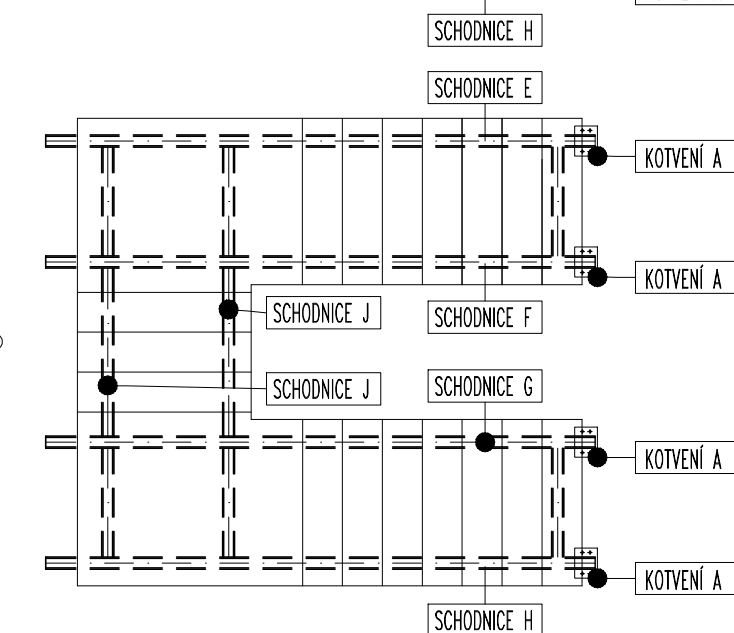 SCHODNICE H
SCHODNICE E
KOTVENÍ A
KOTVENÍ A
SCHODNICE J
SCHODNICE F
SCHODNICE J
SCHODNICE G
KOTVENÍ A
KOTVENÍ A
SCHODNICE H